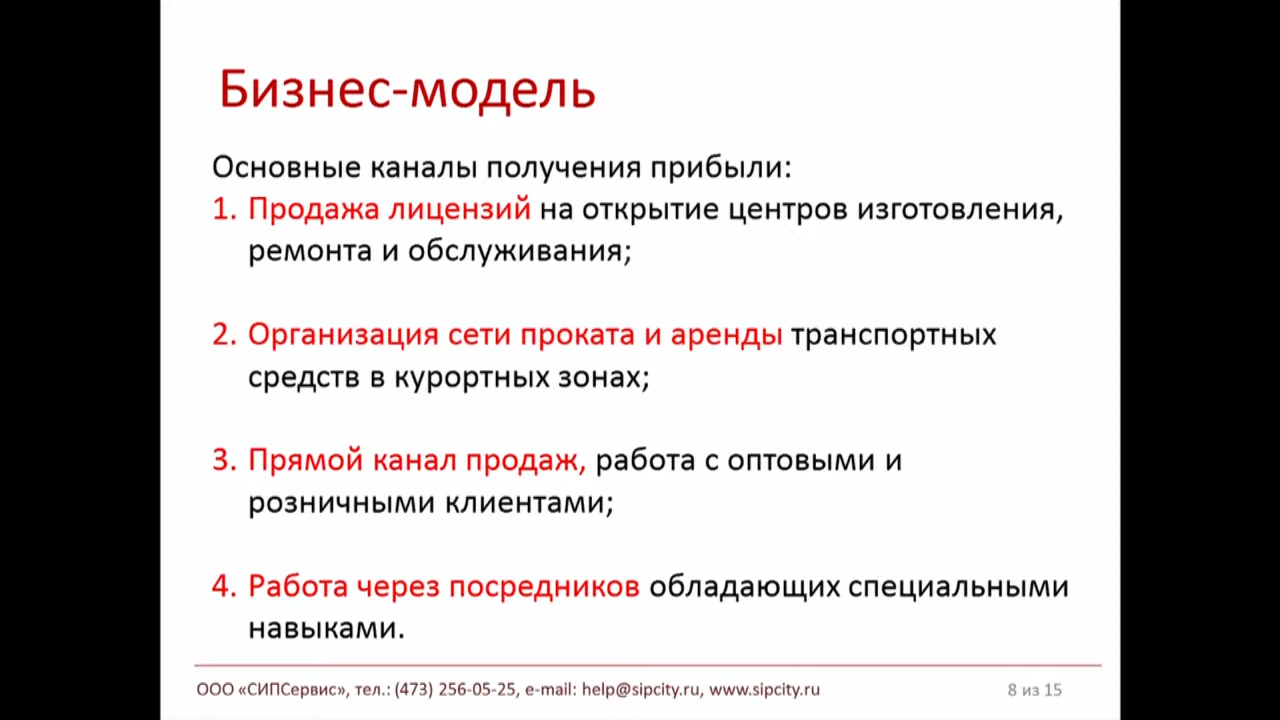 Бизнес-модель
Основные каналы получения прибыли:
1. Продажа лицензий на открытие центров изготовления,
ремонта и обслуживания;
2. Организация сети проката и аренды транспортных
средств в курортных зонах;
3. Прямой канал продаж, работа с оптовыми и
розничными клиентами;
4. Работа через посредников обладающих специальными
навыками.
ООО «СИПСервис», тел.: (473) 256-05-25, e-mail: help@sipcity.ru, www.sipcity.ru
8 из 15